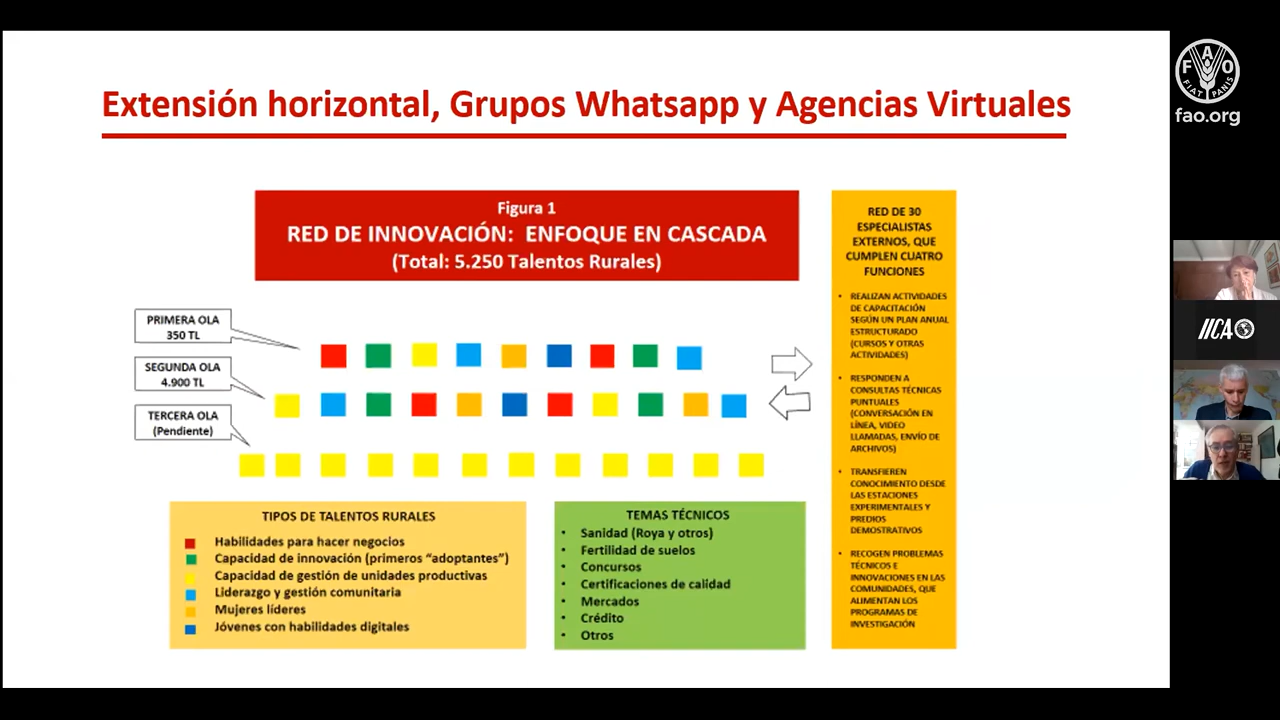 Extensión horizontal, Grupos Whatsapp y Agencias Virtuales
Figura 1
RED DE INNOVACIÓN: ENFOQUE EN CASCADA
(Total: 5.250 Talentos Rurales)
PRIMERA OLA
350 TL
SEGUNDA OLA
4.900 TL
TERCERA OLA
(Pendiente)
TIPOS DE TALENTOS RURALES
Habilidades para hacer negocios
Capacidad de innovación (primeros “adoptantes”)
Capacidad de gestión de unidades productivas
Liderazgo y gestión comunitaria
Mujeres líderes
Jóvenes con habilidades digitales
TEMAS TÉCNICOS
• Sanidad (Roya y otros)
• Fertilidad de suelos
• Concursos
• Certificaciones de calidad
• Mercados
• Crédito
• Otros
RED DE 30
ESPECIALISTAS
EXTERNOS, QUE
CUMPLEN CUATRO
FUNCIONES
• REALIZAN ACTIVIDADES
DE CAPACITACIÓN
SEGÚN UN PLAN ANUAL
ESTRUCTURADO
(CURSOS Y OTRAS
ACTIVIDADES)
• RESPONDEN A
CONSULTAS TÉCNICAS
PUNTUALES
(CONVERSACIÓN EN
LÍNEA, VIDEO
LLAMADAS, ENVÍO DE
ARCHIVOS)
• TRANSFIEREN
CONOCIMIENTO DESDE
LAS ESTACIONES
EXPERIMENTALES Y
PREDIOS
DEMOSTRATIVOS
• RECOGEN PROBLEMAS
TÉCNICOS E
INNOVACIONES EN LAS
COMUNIDADES, QUE
ALIMENTAN LOS
PROGRAMAS DE
INVESTIGACIÓN
FAO
FIAT PANIS
fao.org
IICA